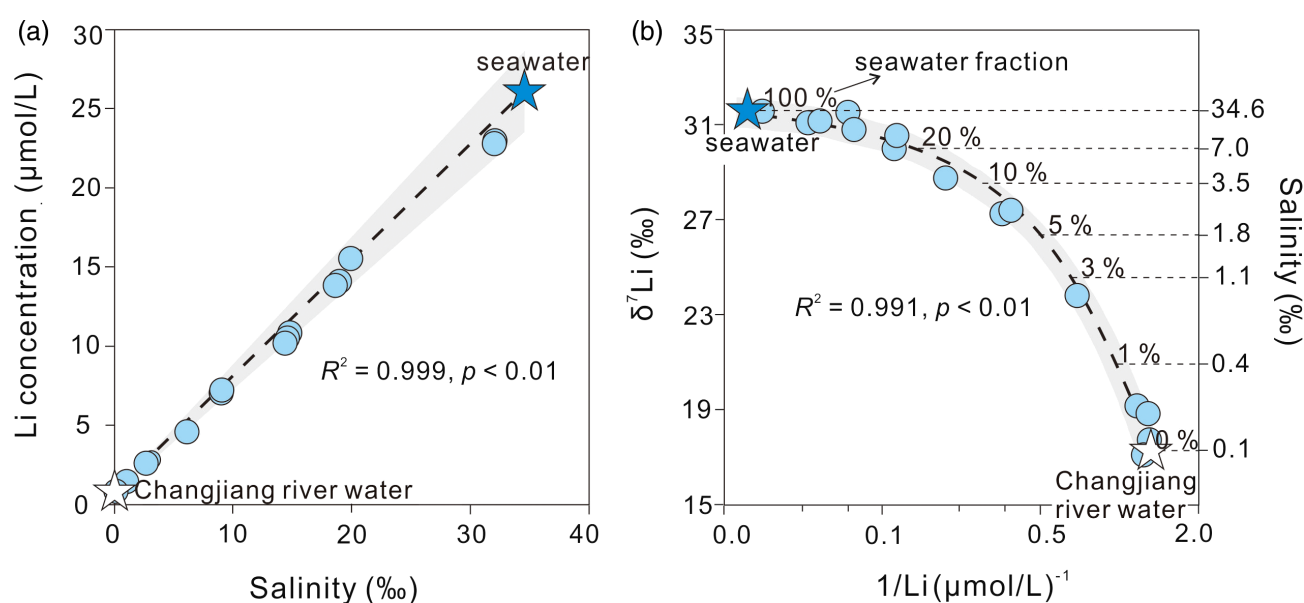 (a)
30
25
20
15
10
5
0
Li concentration (μmol/L)
seawater
R² = 0.999, p < 0.01
Changjiang river water
0
10
20
30
40
Salinity (‰)
(b)
35
31
27
23
19
15
δ⁷Li (‰)
seawater fraction
100 %
seawater
20 %
10 %
5 %
3 %
1 %
0 %
R² = 0.991, p < 0.01
Changjiang
river water
34.6
7.0
3.5
1.8
1.1
0.4
0.1
Salinity (‰)
0.0
0.1
0.5
2.0
1/Li (μmol/L)⁻¹